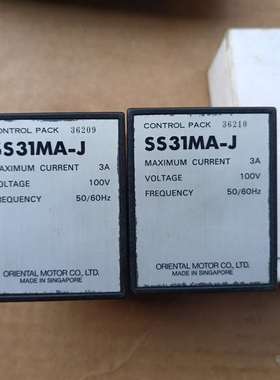 CONTROL PACK 36209
SS31MA-J
MAXIMUM CURRENT 3A
VOLTAGE 100V
FREQUENCY 50/60Hz
ORIENTAL MOTOR CO., LTD.
MADE IN SINGAPORE
CONTROL PACK 36210
SS31MA-J
MAXIMUM CURRENT 3A
VOLTAGE 100V
FREQUENCY 50/60Hz
ORIENTAL MOTOR CO., LTD.
MADE IN SINGAPORE